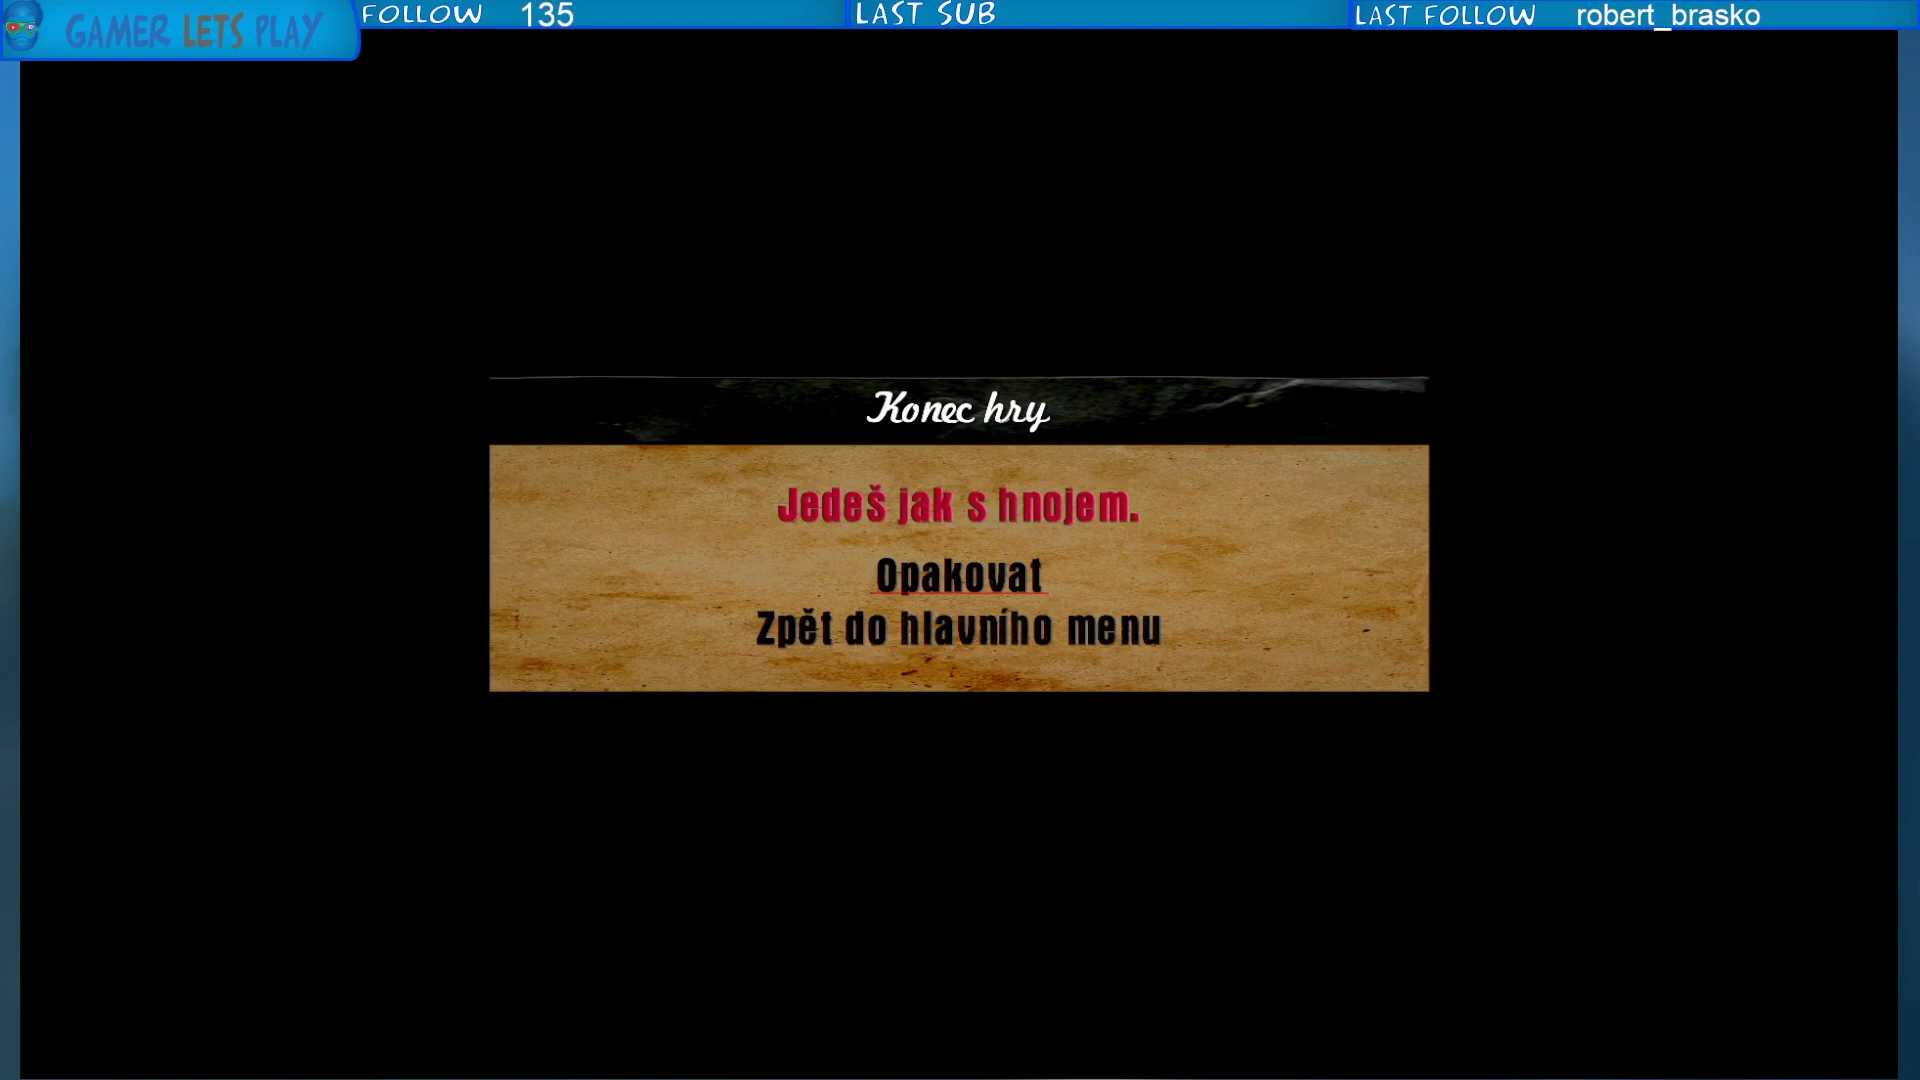 GAMER LETS PLAY
FOLLOW 135
LAST SUB
LAST FOLLOW robert_brasko
Konec hry
Jedeš jak s hnojem.
Opakovat
Zpět do hlavního menu